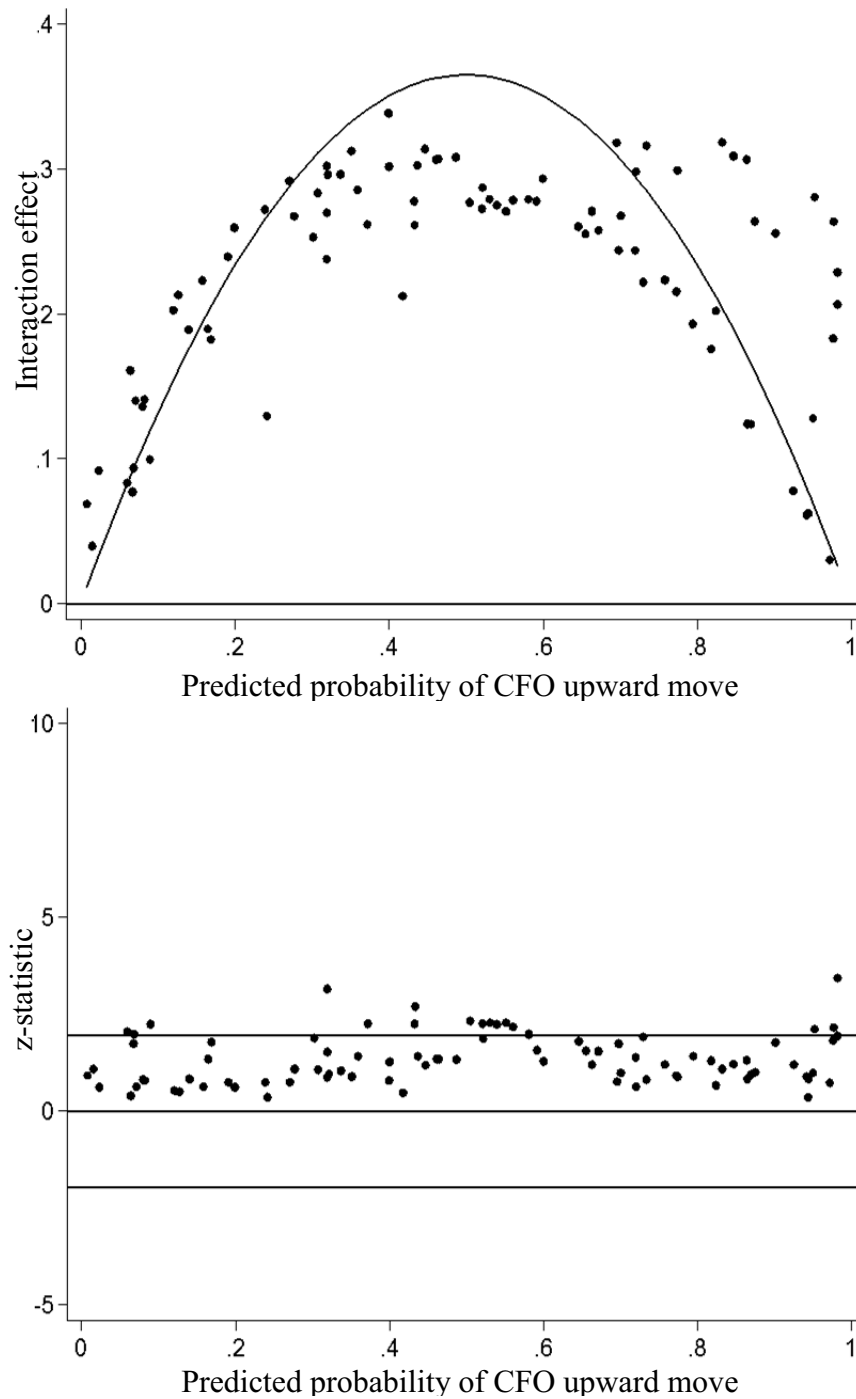 .4
.3
.2
.1
0
Interaction effect
0 .2 .4 .6 .8 1
Predicted probability of CFO upward move
10
5
0
-5
z-statistic
0 .2 .4 .6 .8 1
Predicted probability of CFO upward move